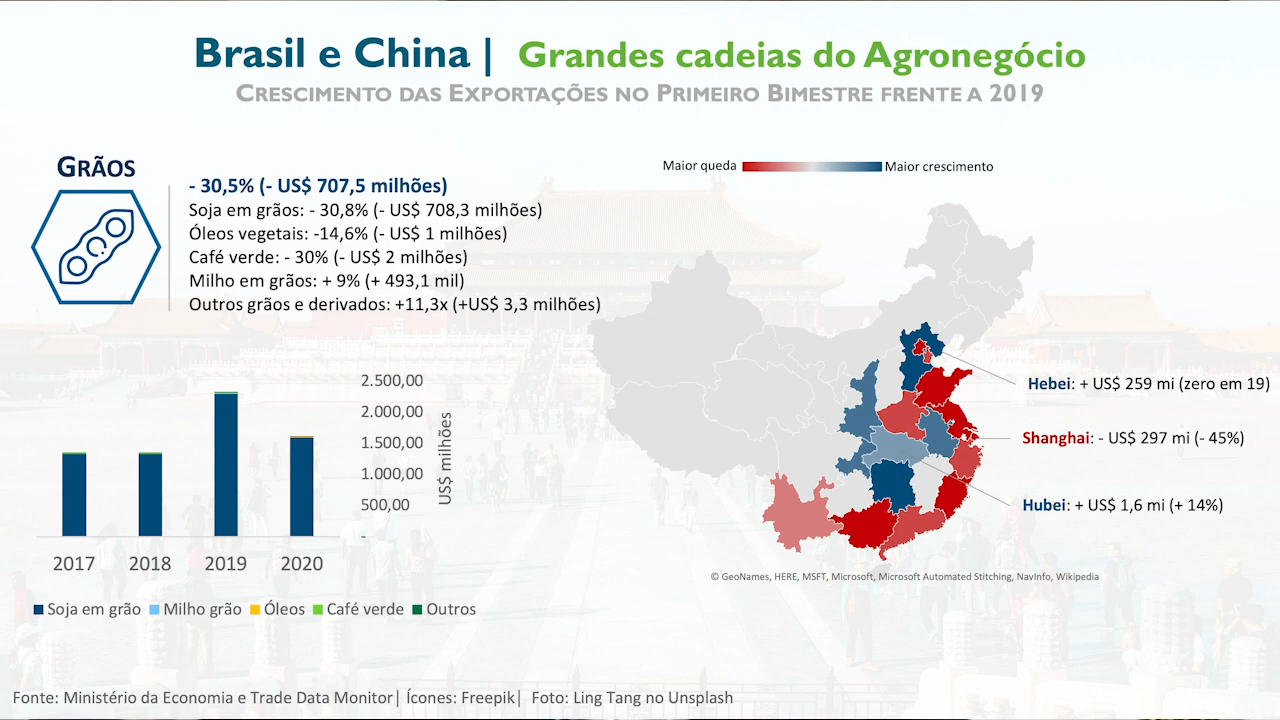 Brasil e China | Grandes cadeias do Agronegócio
CRESCIMENTO DAS EXPORTAÇÕES NO PRIMEIRO BIMESTRE FRENTE A 2019
GRÃOS
- 30,5% (- US$ 707,5 milhões)
Soja em grãos: - 30,8% (- US$ 708,3 milhões)
Óleos vegetais: -14,6% (- US$ 1 milhões)
Café verde: - 30% (- US$ 2 milhões)
Milho em grãos: + 9% (+ 493,1 mil)
Outros grãos e derivados: +11,3x (+US$ 3,3 milhões)
Maior queda
Maior crescimento
2.500,00
2.000,00
1.500,00
1.000,00
500,00
-
US$ milhões
2017 2018 2019 2020
Soja em grão Milho grão Óleos Café verde Outros
Hebei: + US$ 259 mi (zero em 19)
Shanghai: - US$ 297 mi (- 45%)
Hubei: + US$ 1,6 mi (+ 14%)
© GeoNames, HERE, MSFT, Microsoft, Microsoft Automated Stitching, NavInfo, Wikipedia
Fonte: Ministério da Economia e Trade Data Monitor| Ícones: Freepik| Foto: Ling Tang no Unsplash